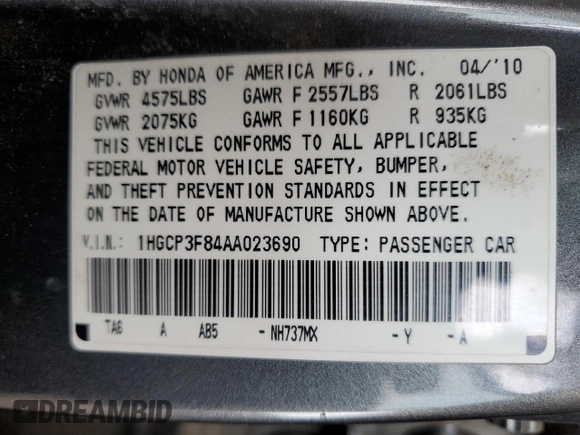 MFD. BY HONDA OF AMERICA MFG., INC. 04/'10
GVWR 4575LBS GAWR F 2557LBS R 2061LBS
GVWR 2075KG GAWR F 1160KG R 935KG
THIS VEHICLE CONFORMS TO ALL APPLICABLE
FEDERAL MOTOR VEHICLE SAFETY, BUMPER,
AND THEFT PREVENTION STANDARDS IN EFFECT
ON THE DATE OF MANUFACTURE SHOWN ABOVE.
V.I.N.: 1HGCP3F84AA023690 TYPE: PASSENGER CAR
TA6 A AB5 - NH737MX - Y - A
DREAMBID